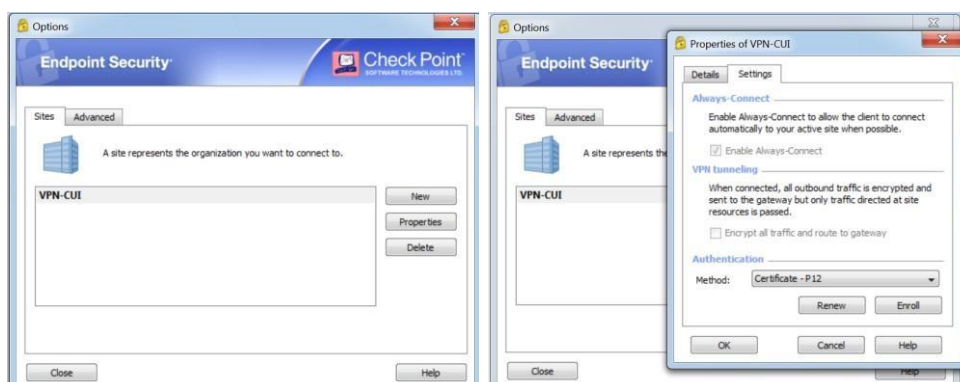 Options
Endpoint Security
Check Point
SOFTWARE TECHNOLOGIES LTD.
Sites Advanced
A site represents the organization you want to connect to.
VPN-CUI
New
Properties
Delete
Close Help
Options
Endpoint Security
Sites Advanced
A site represents the
VPN-CUI
Close
Help
Properties of VPN-CUI
Details Settings
Always-Connect
Enable Always-Connect to allow the client to connect
automatically to your active site when possible.
Enable Always-Connect
VPN tunneling
When connected, all outbound traffic is encrypted and
sent to the gateway but only traffic directed at site
resources is passed.
Encrypt all traffic and route to gateway
Authentication
Method: Certificate - P12
Renew Enroll
OK Cancel Help